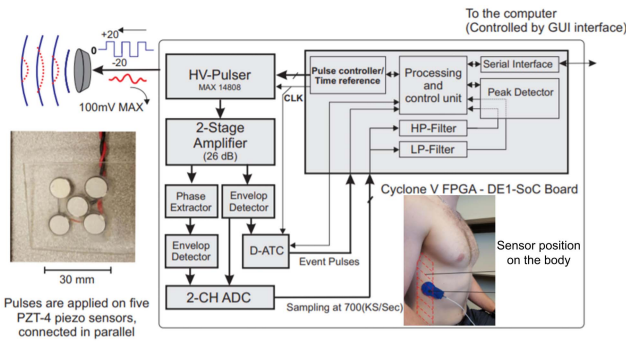 To the computer
(Controlled by GUI interface)
+20
0
-20
100mV MAX
HV-Pulser
MAX 14808
CLK
Pulse controller/
Time reference
Processing
and
control unit
Serial Interface
Peak Detector
HP-Filter
LP-Filter
2-Stage
Amplifier
(26 dB)
Phase
Extractor
Envelop
Detector
Envelop
Detector
D-ATC
Event Pulses
2-CH ADC
Sampling at 700(KS/Sec)
Cyclone V FPGA - DE1-SoC Board
Sensor position
on the body
30 mm
Pulses are applied on five
PZT-4 piezo sensors,
connected in parallel